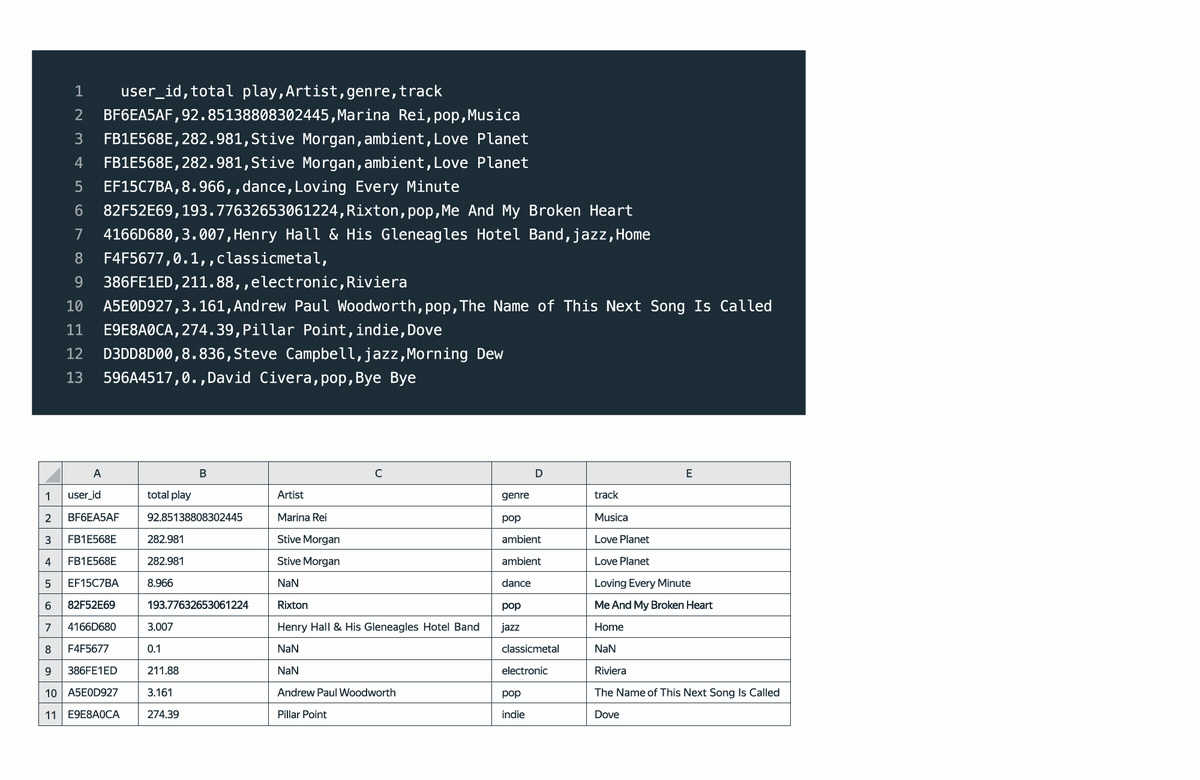 1 user_id,total play,Artist,genre,track
2 BF6EA5AF,92.85138808302445,Marina Rei,pop,Musica
3 FB1E568E,282.981,Stive Morgan,ambient,Love Planet
4 FB1E568E,282.981,Stive Morgan,ambient,Love Planet
5 EF15C7BA,8.966,,dance,Loving Every Minute
6 82F52E69,193.77632653061224,Rixton,pop,Me And My Broken Heart
7 4166D680,3.007,Henry Hall & His Gleneagles Hotel Band,jazz,Home
8 F4F5677,0.1,,classicmetal,
9 386FE1ED,211.88,,electronic,Riviera
10 A5E0D927,3.161,Andrew Paul Woodworth,pop,The Name of This Next Song Is Called
11 E9E8A0CA,274.39,Pillar Point,indie,Dove
12 D3DD8D00,8.836,Steve Campbell,jazz,Morning Dew
13 596A4517,0.,David Civera,pop,Bye Bye
A B C D E
1 user_id total play Artist genre track
2 BF6EA5AF 92.85138808302445 Marina Rei pop Musica
3 FB1E568E 282.981 Stive Morgan ambient Love Planet
4 FB1E568E 282.981 Stive Morgan ambient Love Planet
5 EF15C7BA 8.966 NaN dance Loving Every Minute
6 82F52E69 193.77632653061224 Rixton pop Me And My Broken Heart
7 4166D680 3.007 Henry Hall & His Gleneagles Hotel Band jazz Home
8 F4F5677 0.1 NaN classicmetal NaN
9 386FE1ED 211.88 NaN electronic Riviera
10 A5E0D927 3.161 Andrew Paul Woodworth pop The Name of This Next Song Is Called
11 E9E8A0CA 274.39 Pillar Point indie Dove